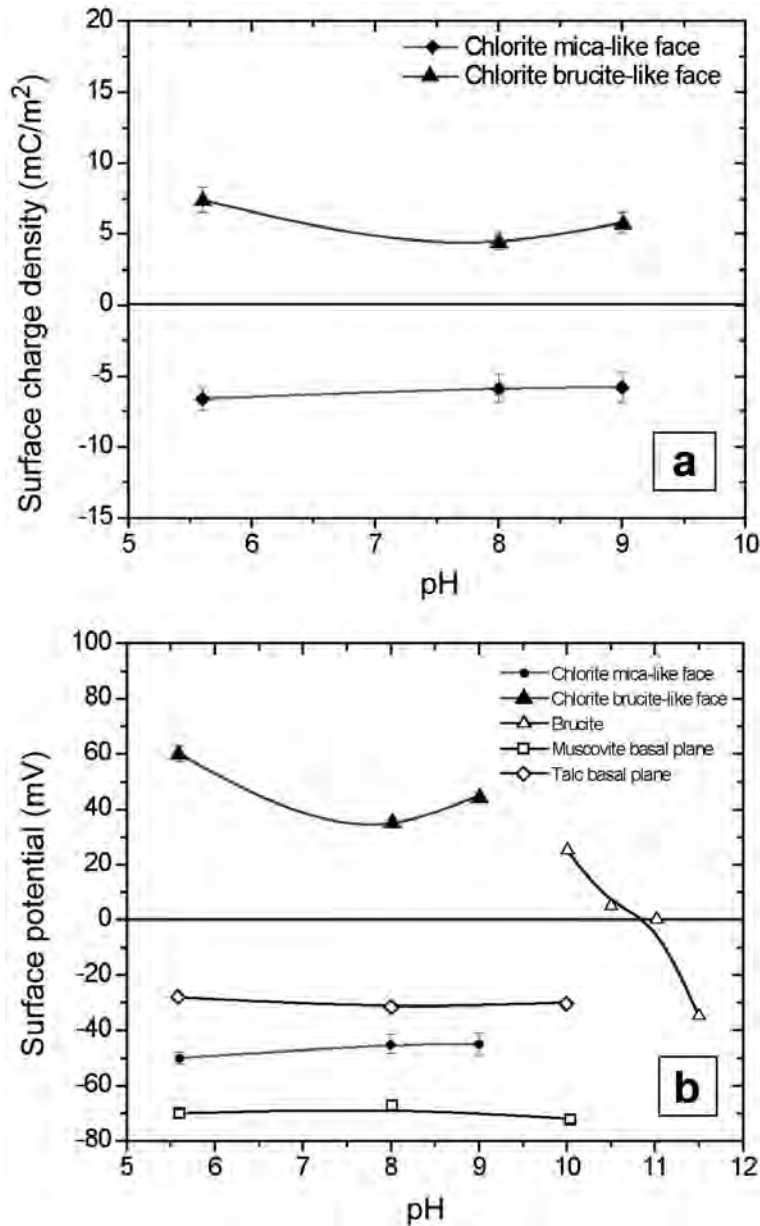 20
15
10
5
0
-5
-10
-15
Surface charge density (mC/m²)
Chlorite mica-like face
Chlorite brucite-like face
a
5 6 7 8 9 10
pH
100
80
60
40
20
0
-20
-40
-60
-80
Surface potential (mV)
Chlorite mica-like face
Chlorite brucite-like face
Brucite
Muscovite basal plane
Talc basal plane
b
5 6 7 8 9 10 11 12
pH